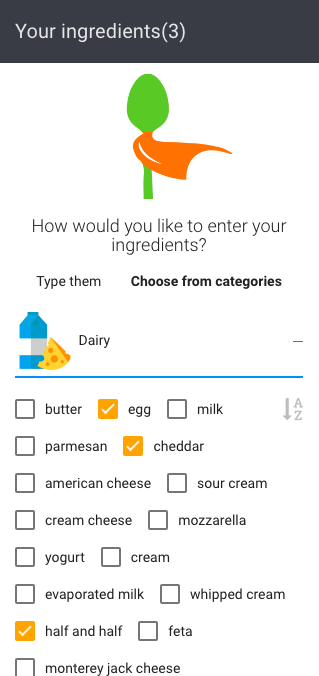 Your ingredients(3)
How would you like to enter your
ingredients?
Type them Choose from categories
Dairy
butter egg milk
A
Z
parmesan cheddar
american cheese sour cream
cream cheese mozzarella
yogurt cream
evaporated milk whipped cream
half and half feta
monterey jack cheese